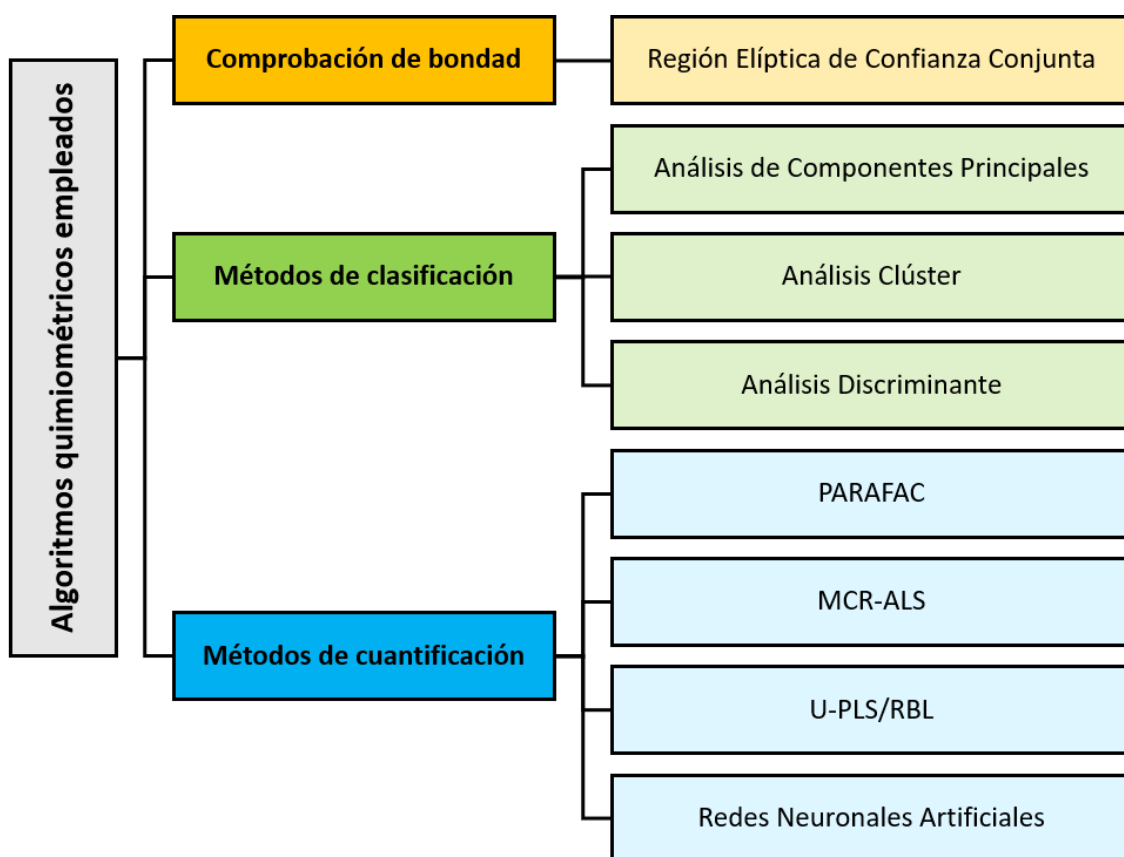 Algoritmos quimiométricos empleados
Comprobación de bondad
Región Elíptica de Confianza Conjunta
Métodos de clasificación
Análisis de Componentes Principales
Análisis Clúster
Análisis Discriminante
Métodos de cuantificación
PARAFAC
MCR-ALS
U-PLS/RBL
Redes Neuronales Artificiales